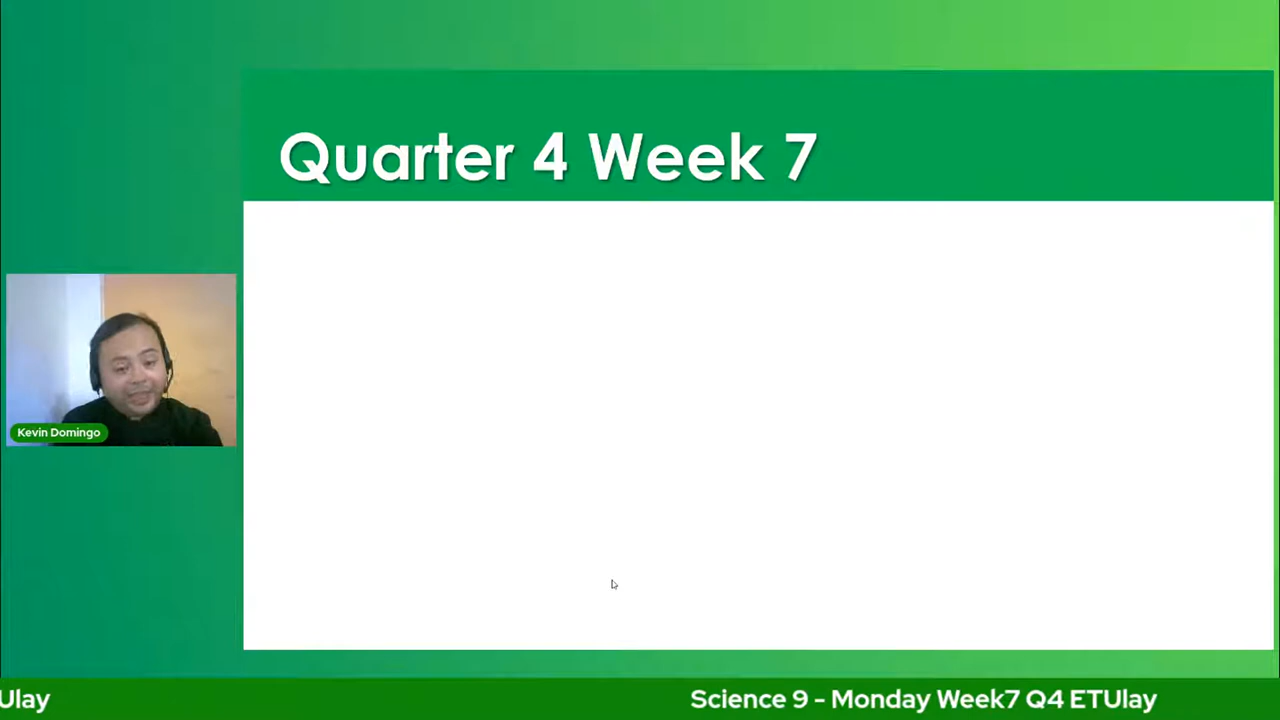 Quarter 4 Week 7
Kevin Domingo
Ulay
Science 9 - Monday Week7 Q4 ETUlay